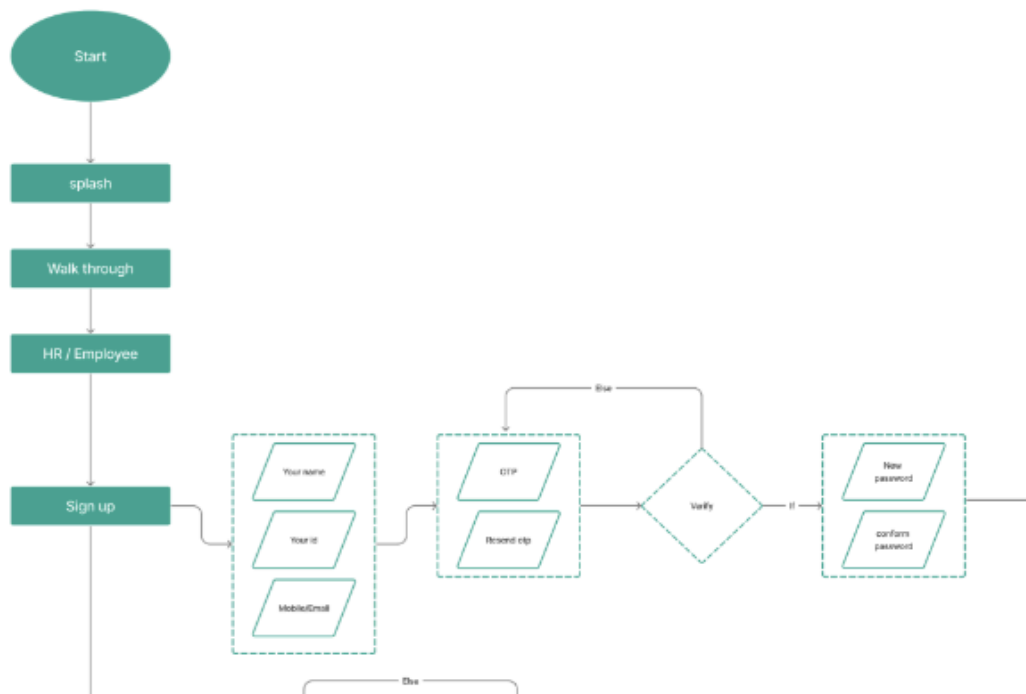 Start
splash
Walk through
HR / Employee
Sign up
Your name
Your id
Mobile/Email
OTP
Resend otp
Else
Verify
If
New
password
conform
password
Else